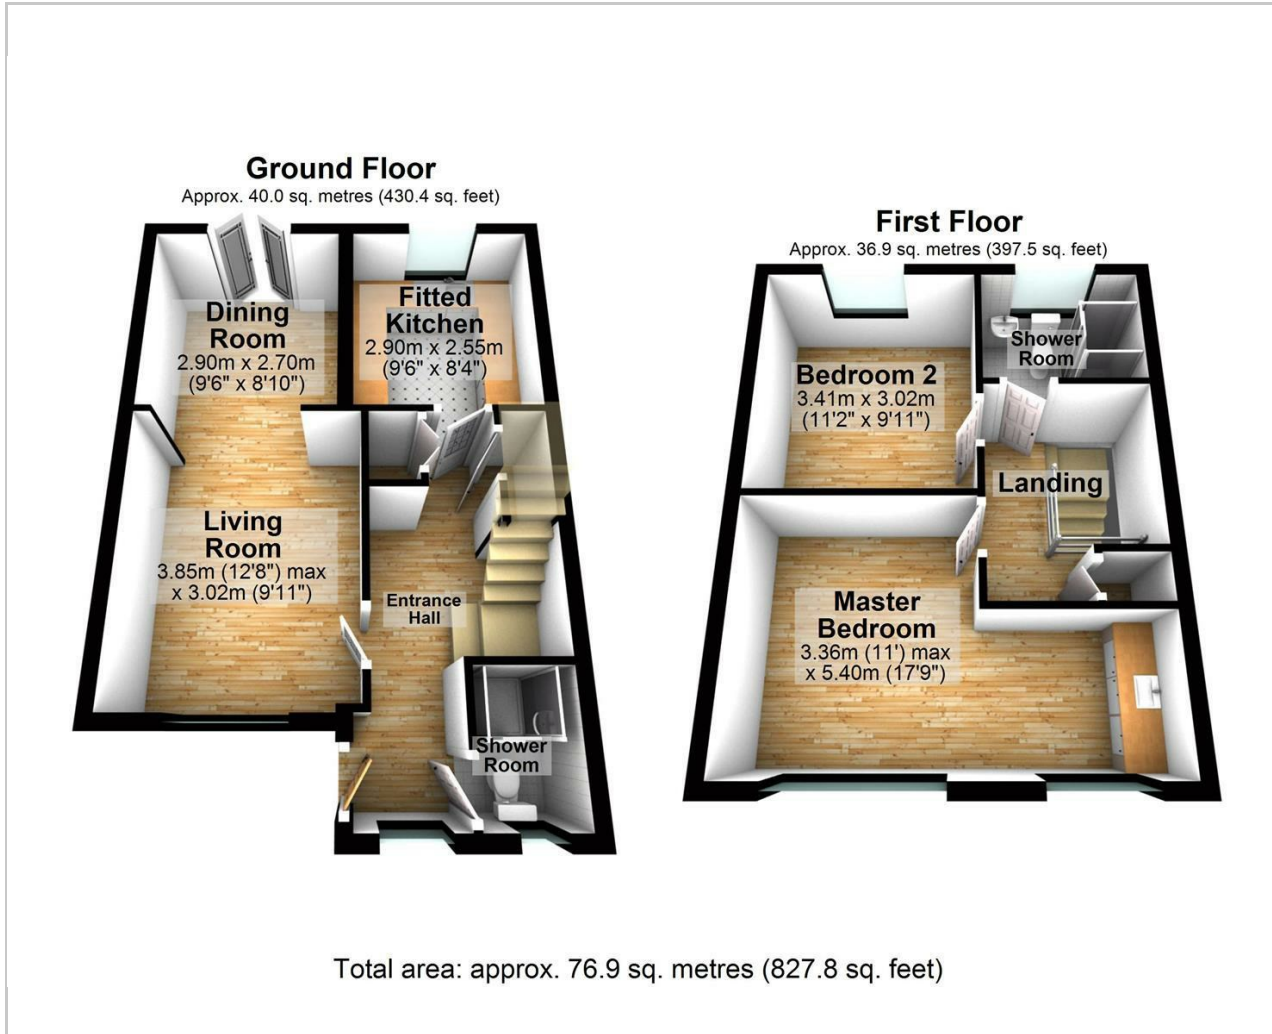 Ground Floor
Approx. 40.0 sq. metres (430.4 sq. feet)
Dining
Room
2.90m x 2.70m
(9'6" x 8'10")
Fitted
Kitchen
2.90m x 2.55m
(9'6" x 8'4")
Living
Room
3.85m (12'8") max
x 3.02m (9'11")
Entrance
Hall
Shower
Room
First Floor
Approx. 36.9 sq. metres (397.5 sq. feet)
Shower
Room
Bedroom 2
3.41m x 3.02m
(11'2" x 9'11")
Landing
Master
Bedroom
3.36m (11') max
x 5.40m (17'9")
Total area: approx. 76.9 sq. metres (827.8 sq. feet)